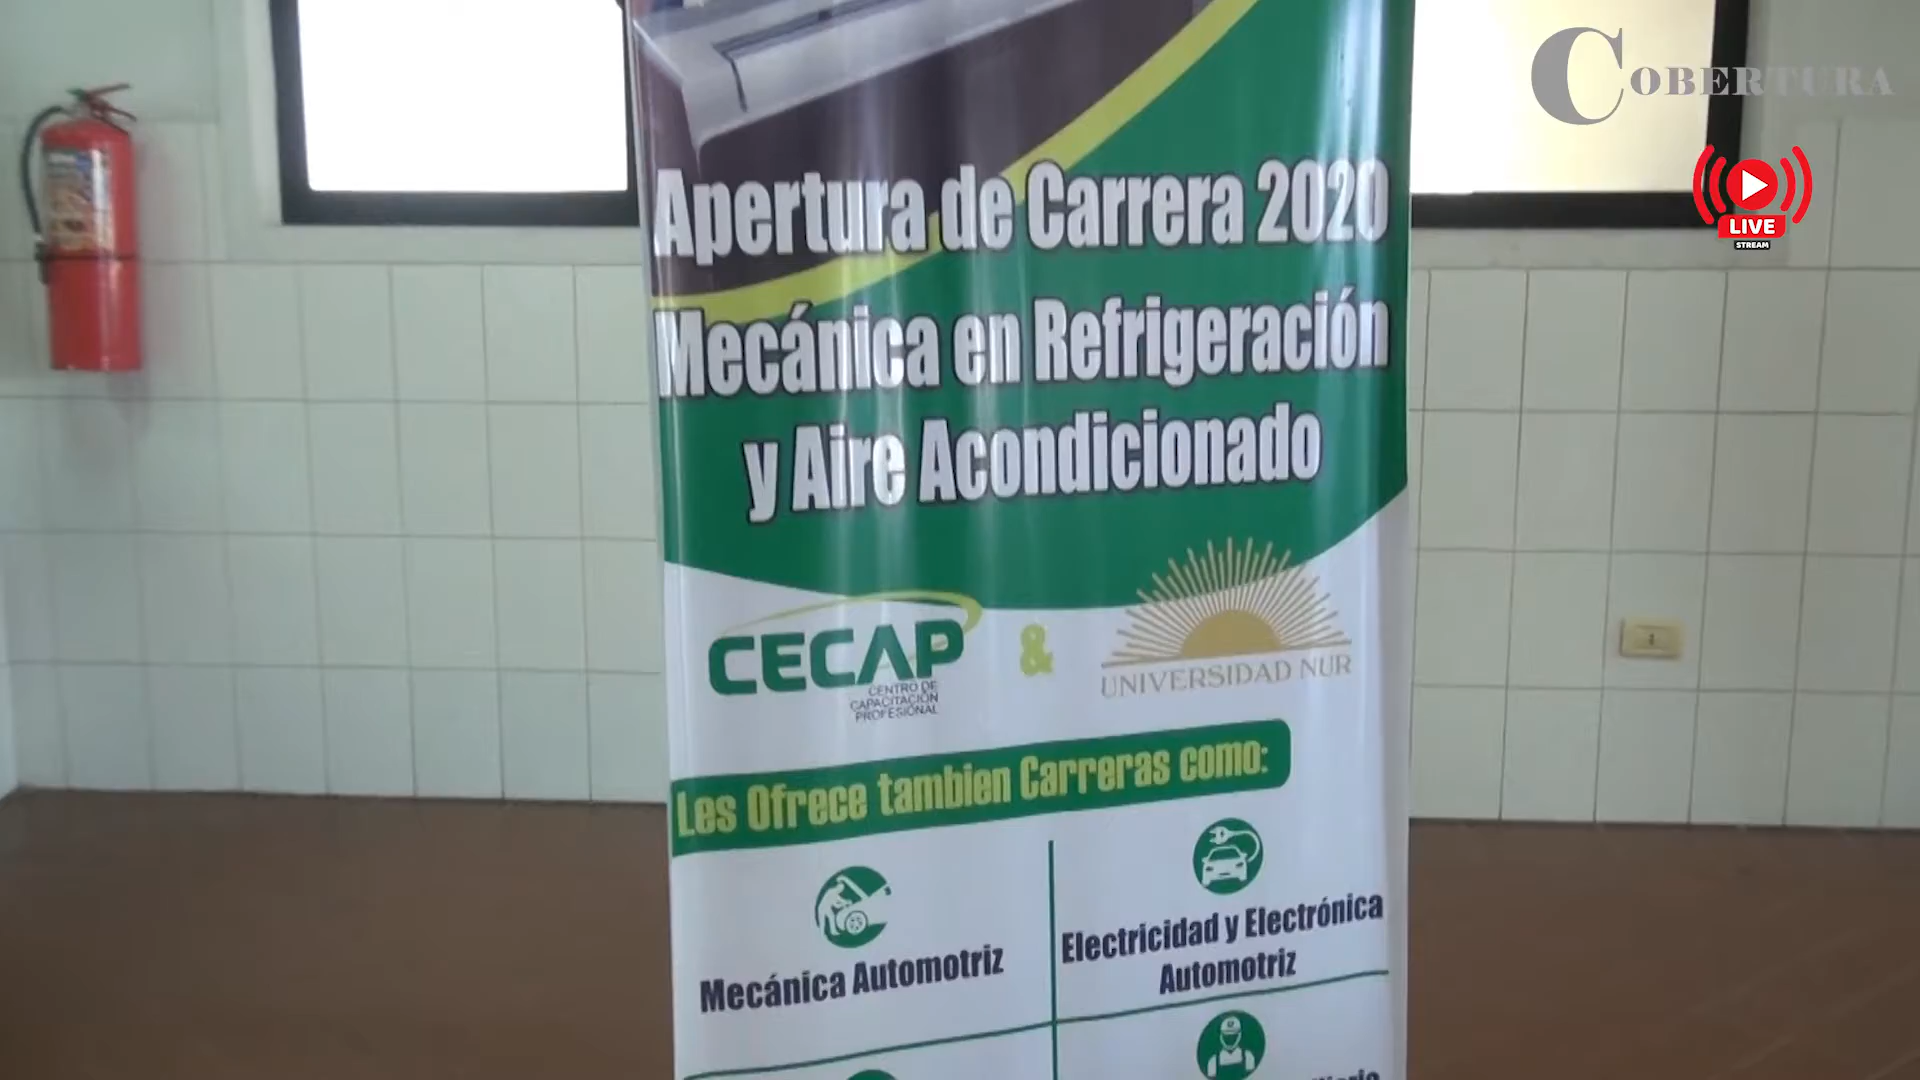 COBERTURA
LIVE
STREAM
Apertura de Carrera 2020
Mecánica en Refrigeración
y Aire Acondicionado
CECAP
CENTRO DE
CAPACITACIÓN
PROFESIONAL
&
UNIVERSIDAD NUR
Les Ofrece tambien Carreras como:
Mecánica Automotriz
Electricidad y Electrónica
Automotriz